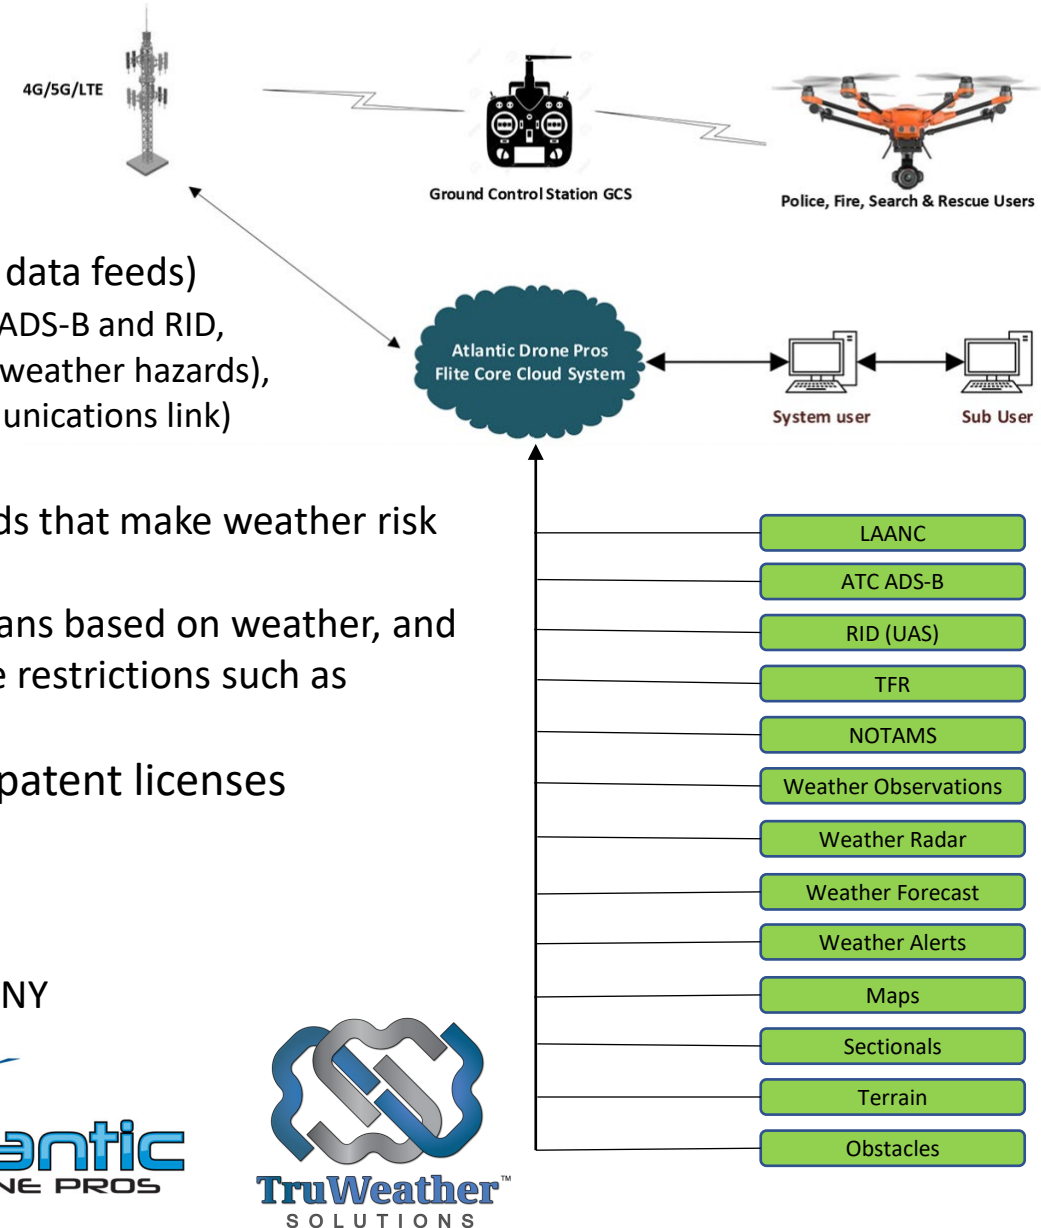 4G/5G/LTE
Ground Control Station GCS
Police, Fire, Search & Rescue Users
data feeds)
ADS-B and RID,
weather hazards),
unications link)
ds that make weather risk
ans based on weather, and
e restrictions such as
patent licenses
NY
Atlantic Drone Pros
Flite Core Cloud System
System user
Sub User
LAANC
ATC ADS-B
RID (UAS)
TFR
NOTAMS
Weather Observations
Weather Radar
Weather Forecast
Weather Alerts
Maps
Sectionals
Terrain
Obstacles
antic
NE PROS
TruWeather™
SOLUTIONS